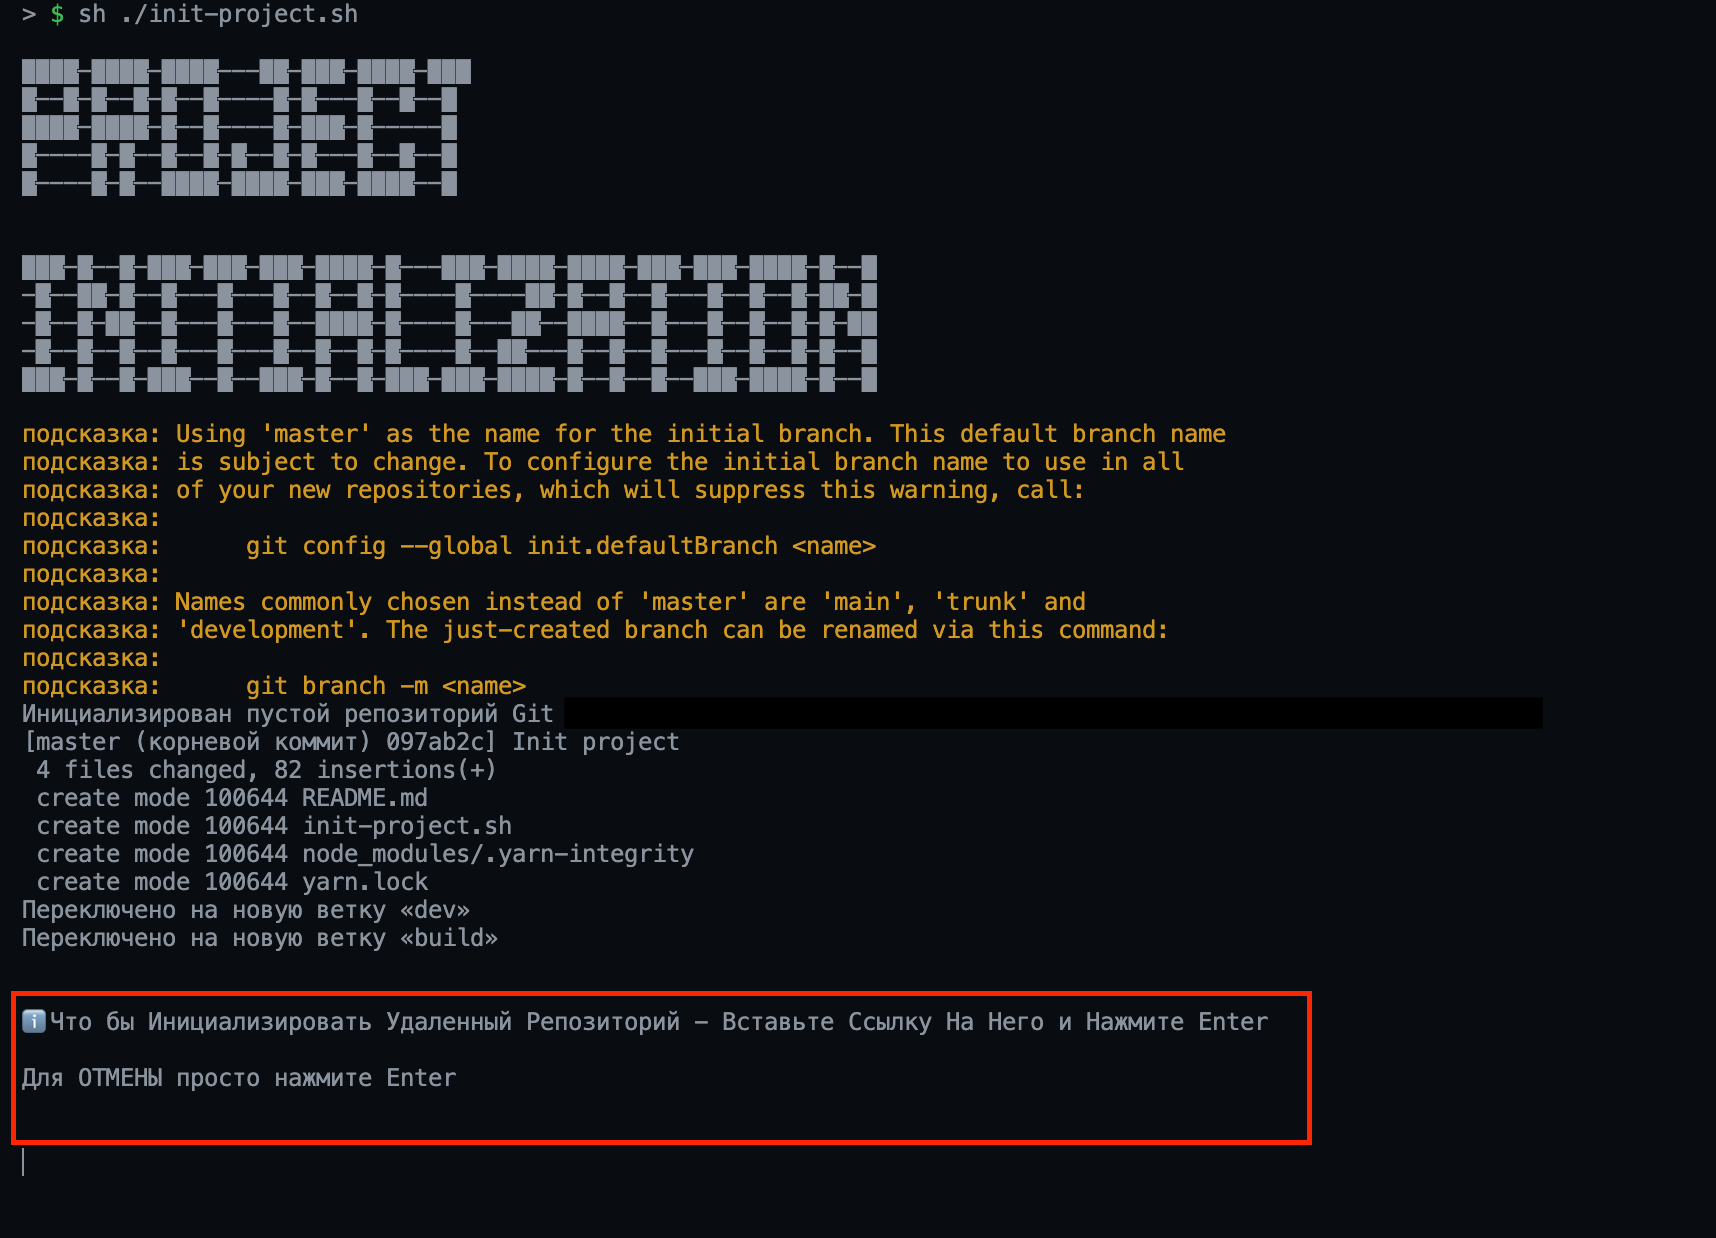 > $ sh ./init-project.sh
PROJECT
INITIALIZATION
подсказка: Using 'master' as the name for the initial branch. This default branch name
подсказка: is subject to change. To configure the initial branch name to use in all
подсказка: of your new repositories, which will suppress this warning, call:
подсказка:
подсказка:      git config --global init.defaultBranch <name>
подсказка:
подсказка: Names commonly chosen instead of 'master' are 'main', 'trunk' and
подсказка: 'development'. The just-created branch can be renamed via this command:
подсказка:
подсказка:      git branch -m <name>
Инициализирован пустой репозиторий Git
[master (корневой коммит) 097ab2c] Init project
 4 files changed, 82 insertions(+)
 create mode 100644 README.md
 create mode 100644 init-project.sh
 create mode 100644 node_modules/.yarn-integrity
 create mode 100644 yarn.lock
Переключено на новую ветку «dev»
Переключено на новую ветку «build»
ℹ️Что бы Инициализировать Удаленный Репозиторий - Вставьте Ссылку На Него и Нажмите Enter
Для ОТМЕНЫ просто нажмите Enter